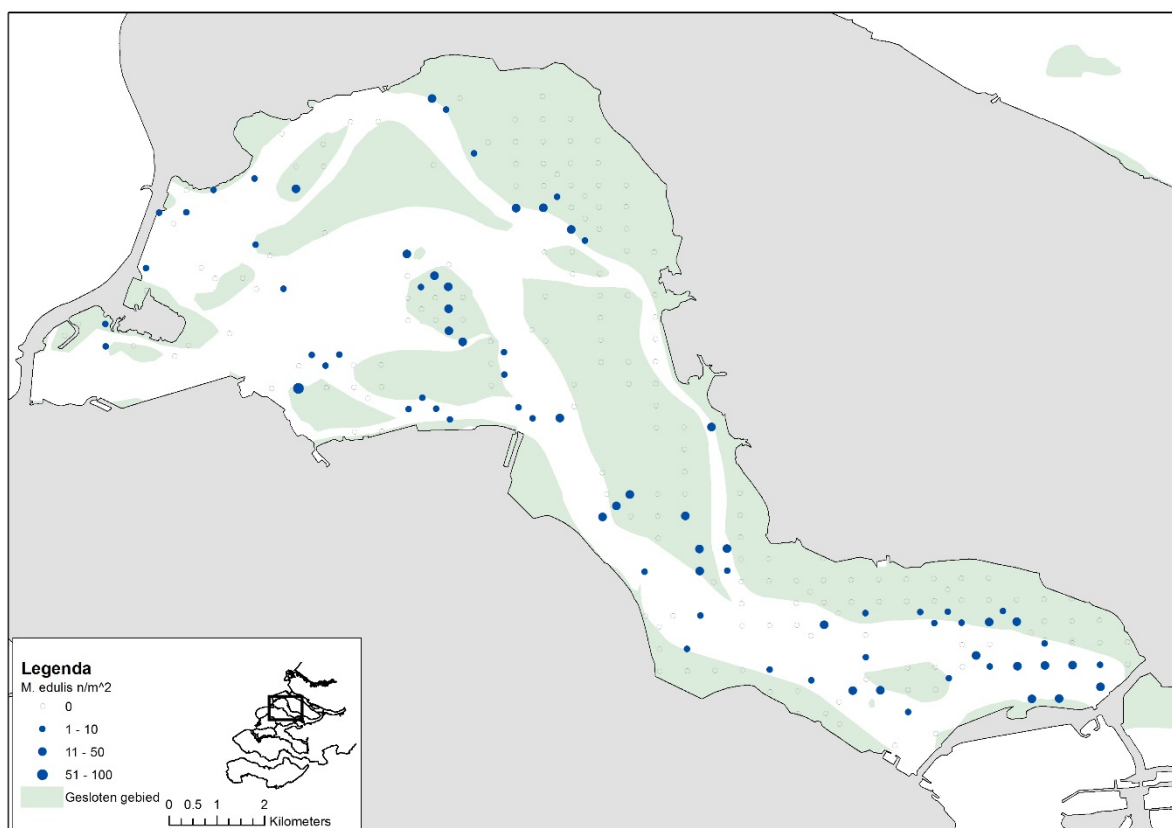 Legenda
M. edulis n/m^2
0
1 - 10
11 - 50
51 - 100
Gesloten gebied
0 0.5 1 2
Kilometers